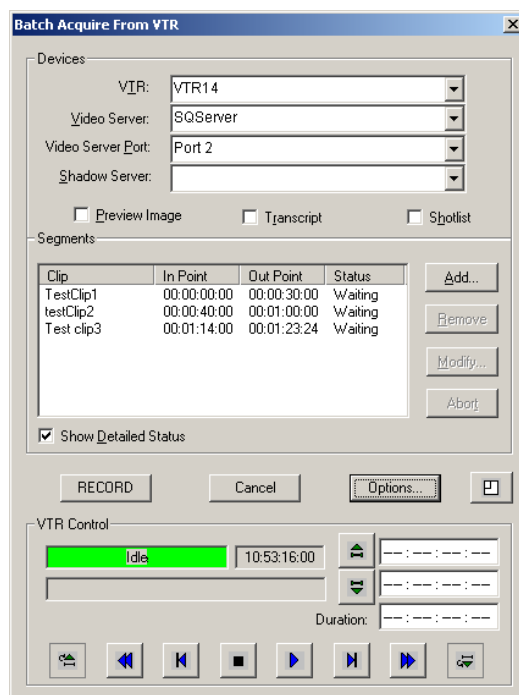 Batch Acquire From VTR
Devices
VTR: VTR14
Video Server: SQServer
Video Server Port: Port 2
Shadow Server:
Preview Image Transcript Shotlist
Segments
Clip In Point Out Point Status
TestClip1 00:00:00:00 00:00:30:00 Waiting
testClip2 00:00:40:00 00:01:00:00 Waiting
Test clip3 00:01:14:00 00:01:23:24 Waiting
Add...
Remove
Modify...
Abort
Show Detailed Status
RECORD Cancel Options...
VTR Control
Idle 10:53:16:00 --:--:--:--
--:--:--:--
Duration: --:--:--:--